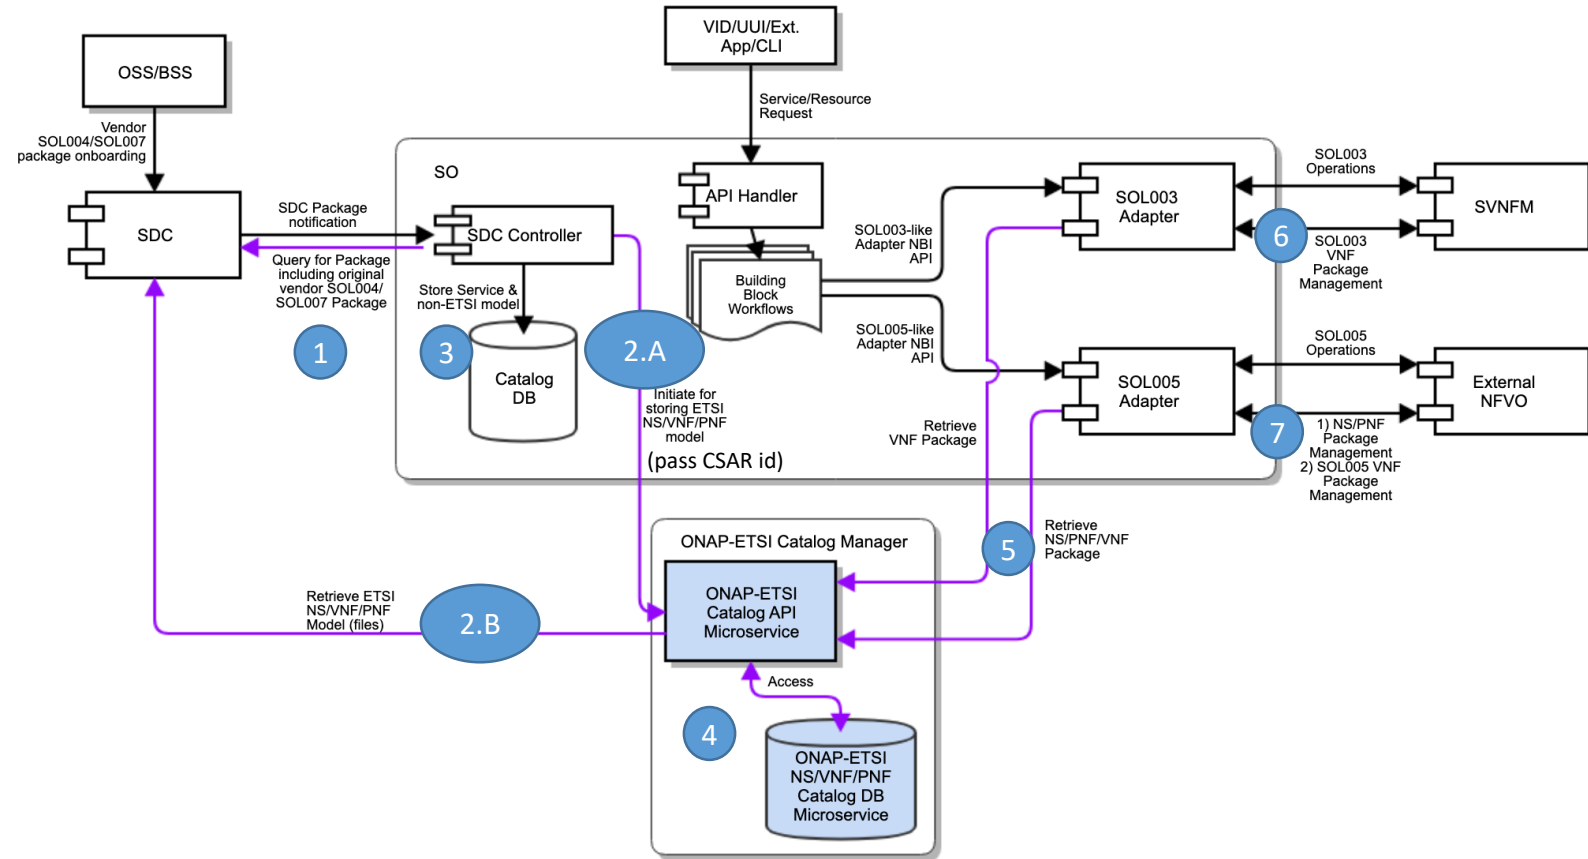 VID/UUI/Ext.
App/CLI
OSS/BSS
Service/Resource
Request
Vendor
SOL004/SOL007
package onboarding
SO
API Handler
SOL003
Adapter
SOL003
Operations
SVNFM
SDC
SDC Package
notification
SDC Controller
SOL003-like
Adapter NBI
API
6
SOL003
VNF
Package
Management
Query for Package
including original
vendor SOL004/
SOL007 Package
Store Service &
non-ETSI model
Building
Block
Workflows
1
3
2.A
SOL005-like
Adapter NBI
API
SOL005
Operations
Catalog
DB
SOL005
Adapter
External
NFVO
Initiate for
storing ETSI
NS/VNF/PNF
model
(pass CSAR id)
Retrieve
VNF Package
7
1) NS/PNF
Package
Management
2) SOL005 VNF
Package
Management
ONAP-ETSI Catalog Manager
5
Retrieve
NS/PNF/VNF
Package
Retrieve ETSI
NS/VNF/PNF
Model (files)
2.B
ONAP-ETSI
Catalog API
Microservice
Access
4
ONAP-ETSI
NS/VNF/PNF
Catalog DB
Microservice